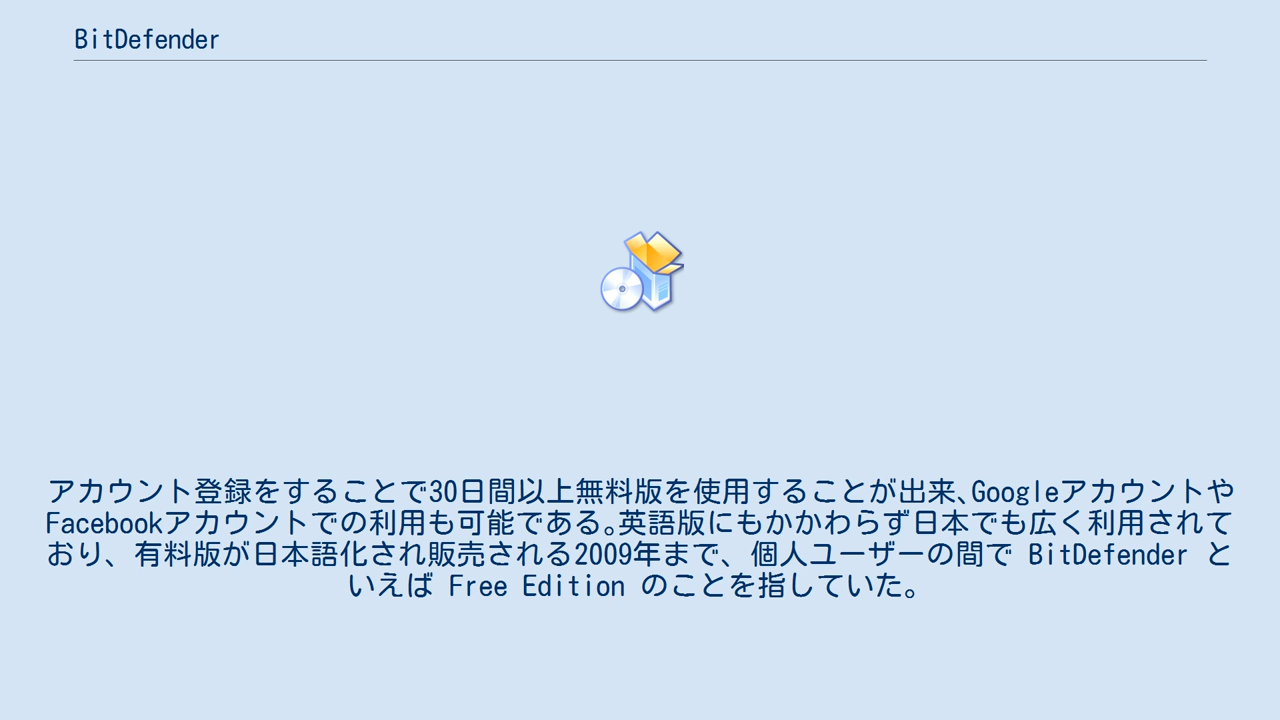 BitDefender
アカウント登録をすることで30日間以上無料版を使用することが出来､Googleアカウントや
Facebookアカウントでの利用も可能である｡英語版にもかかわらず日本でも広く利用されて
おり、有料版が日本語化され販売される2009年まで、個人ユーザーの間で BitDefender と
いえば Free Edition のことを指していた。